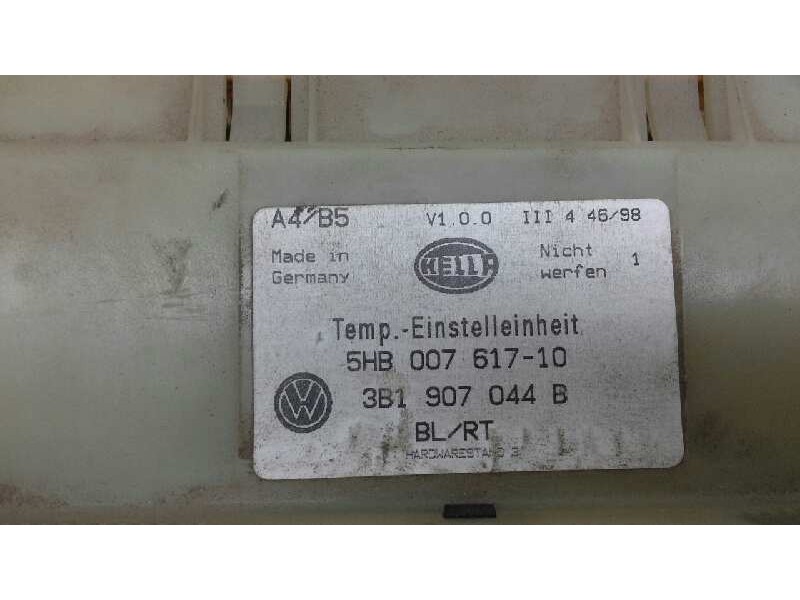 A4/B5 V1.0.0 III 4 46/98
Made in Germany
HELLA
Nicht werfen 1
Temp.-Einstelleinheit
5HB 007 617-10
VW
3B1 907 044 B
BL/RT
HARDWARESTAND 3